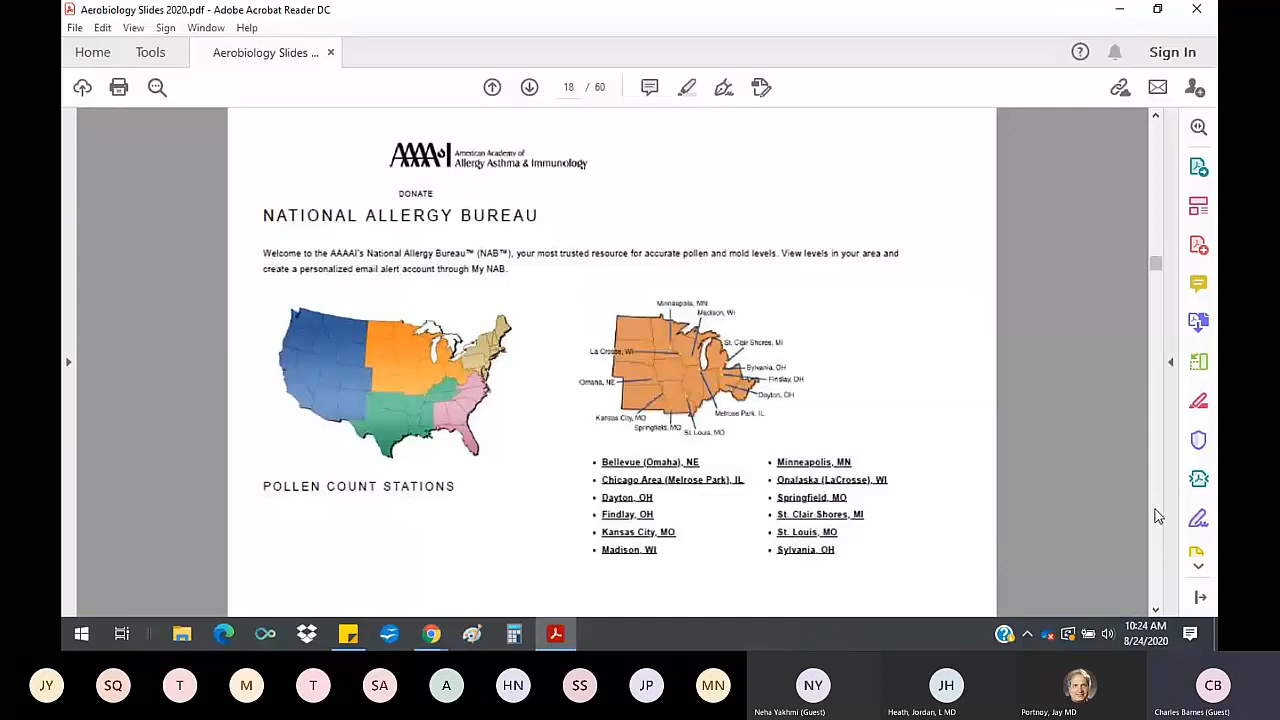 Aerobiology Slides 2020.pdf - Adobe Acrobat Reader DC
File Edit View Sign Window Help
Home Tools Aerobiology Slides ... × Sign In
18 / 60
AAAAI American Academy of
Allergy Asthma & Immunology
DONATE
NATIONAL ALLERGY BUREAU
Welcome to the AAAAI's National Allergy Bureau™ (NAB™), your most trusted resource for accurate pollen and mold levels. View levels in your area and
create a personalized email alert account through My NAB.
Minneapolis, MN
Madison, WI
St. Clair Shores, MI
La Crosse, WI
Sylvania, OH
Findlay, OH
Omaha, NE
Dayton, OH
Melrose Park, IL
Kansas City, MO
Springfield, MO
St. Louis, MO
POLLEN COUNT STATIONS
• Bellevue (Omaha), NE
• Chicago Area (Melrose Park), IL
• Dayton, OH
• Findlay, OH
• Kansas City, MO
• Madison, WI
• Minneapolis, MN
• Onalaska (LaCrosse), WI
• Springfield, MO
• St. Clair Shores, MI
• St. Louis, MO
• Sylvania, OH
10:24 AM
8/24/2020
JY SQ T M T SA A HN SS JP MN NY JH CB
Neha Yakhmi (Guest) Heath, Jordan, L MD Portnoy, Jay MD Charles Barnes (Guest)